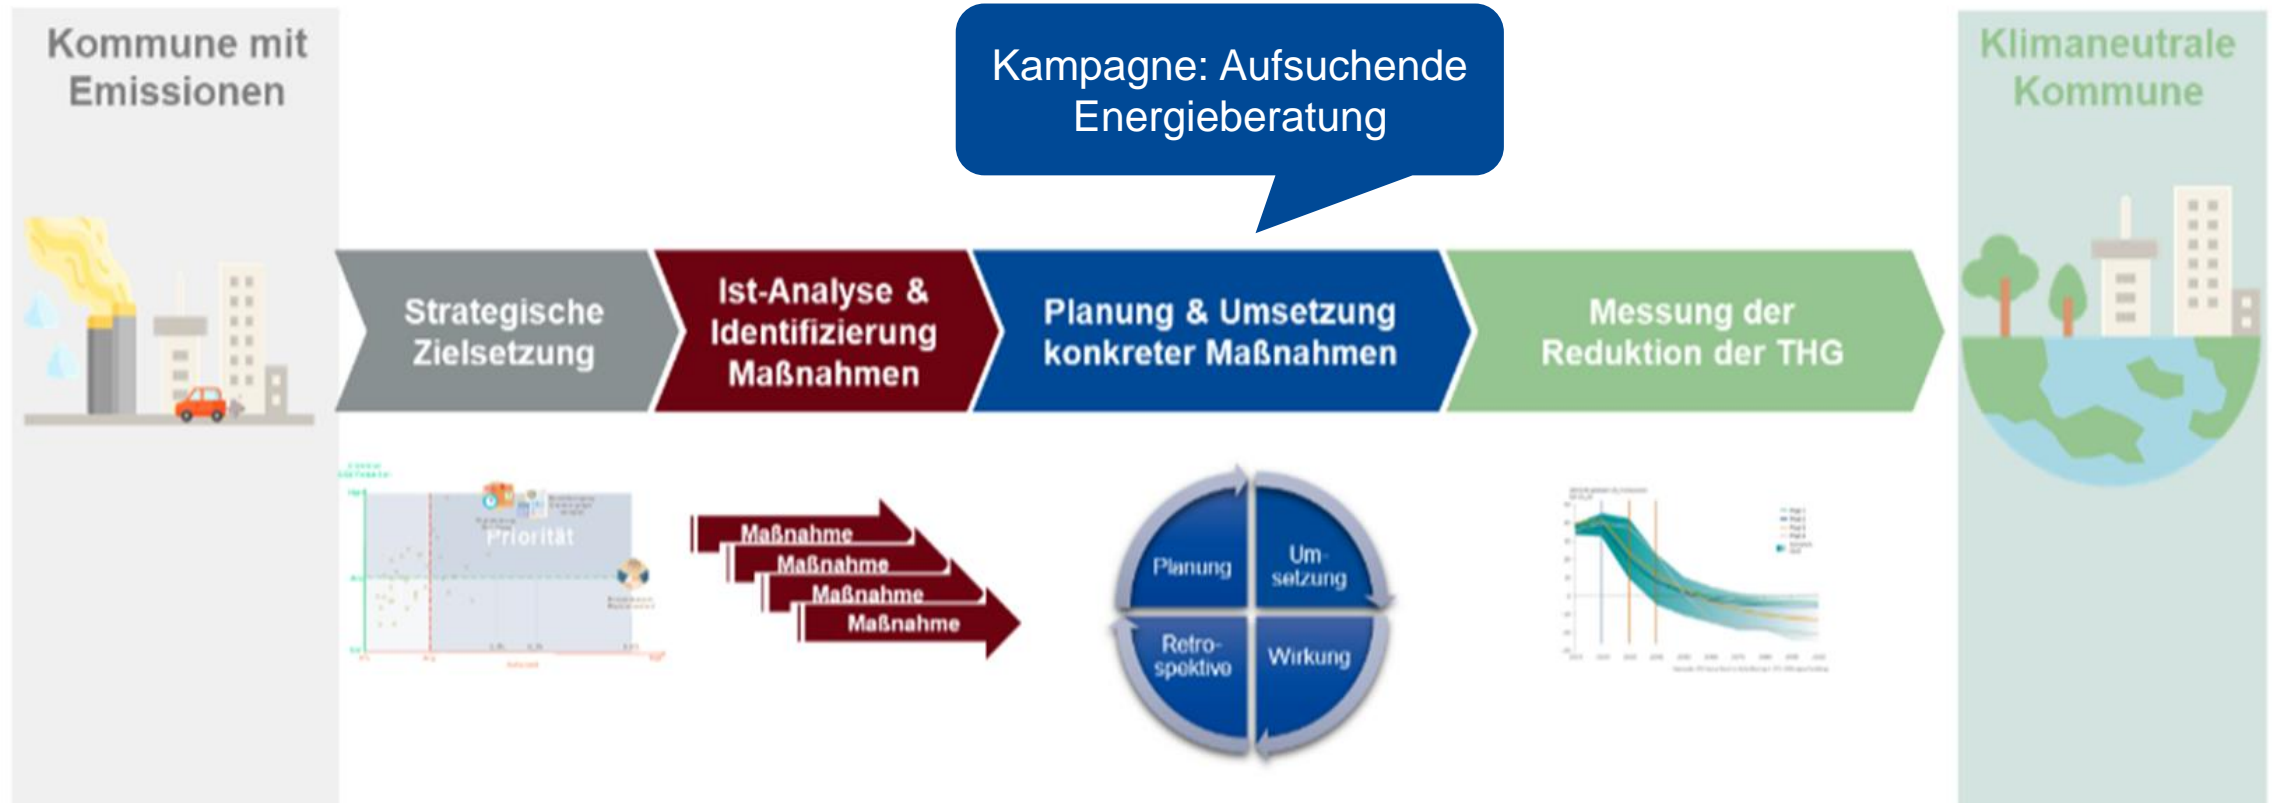 Kommune mit
Emissionen
Kampagne: Aufsuchende
Energieberatung
Klimaneutrale
Kommune
Strategische
Zielsetzung
Ist-Analyse &
Identifizierung
Maßnahmen
Planung & Umsetzung
konkreter Maßnahmen
Messung der
Reduktion der THG
Priorität
Maßnahme
Maßnahme
Maßnahme
Maßnahme
Planung
Um-
setzung
Retro-
spektive
Wirkung